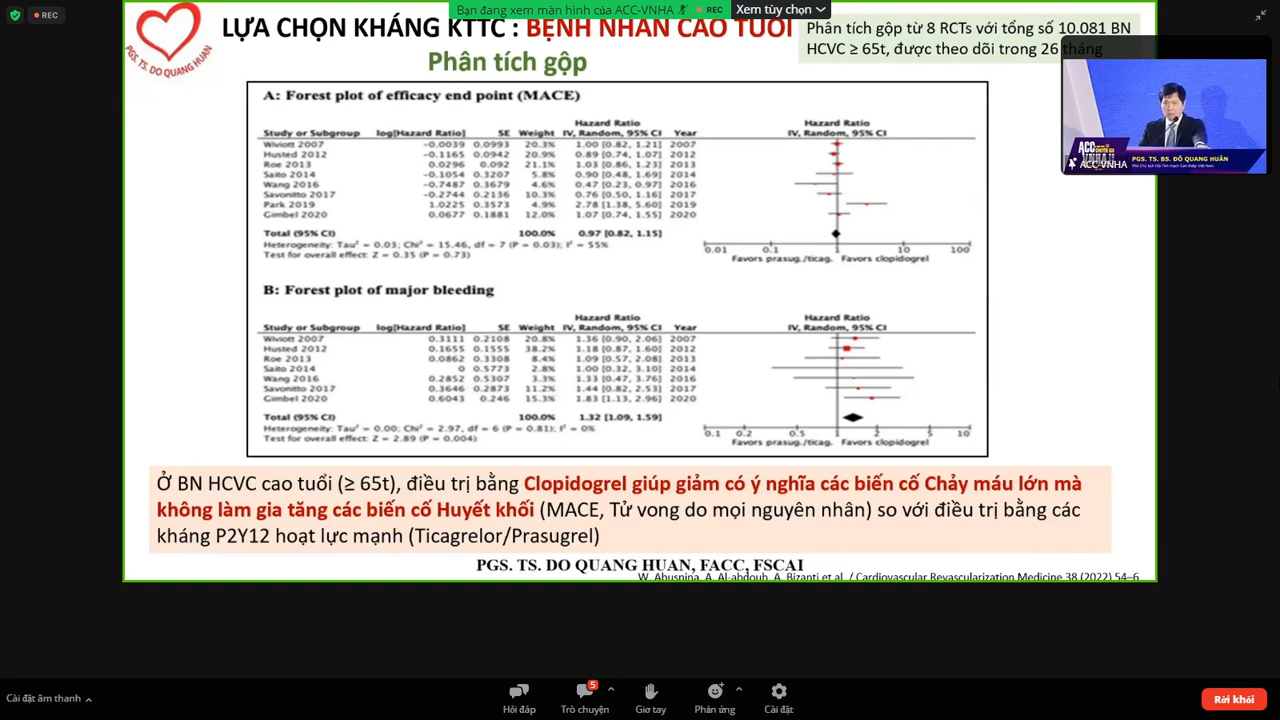 Bạn đang xem màn hình của ACC-VNHA
REC
Xem tùy chọn
REC
PGS. TS. DO QUANG HUAN
LỰA CHỌN KHÁNG KTTC : BỆNH NHÂN CAO TUỔI
Phân tích gộp
Phân tích gộp từ 8 RCTs với tổng số 10.081 BN
HCVC ≥ 65t, được theo dõi trong 26 tháng
PGS. TS. BS. ĐỖ QUANG HUÂN
ACC-VNHA
A: Forest plot of efficacy end point (MACE)
Hazard Ratio Hazard Ratio
Study or Subgroup log[Hazard Ratio] SE Weight IV, Random, 95% CI Year IV, Random, 95% CI
Wiviott 2007 -0.0039 0.0993 20.3% 1.00 [0.82, 1.21] 2007
Husted 2012 -0.1165 0.0942 20.9% 0.89 [0.74, 1.07] 2012
Roe 2013 0.0296 0.092 21.1% 1.03 [0.86, 1.23] 2013
Saito 2014 -0.1054 0.3207 5.8% 0.90 [0.48, 1.69] 2014
Wang 2016 -0.7487 0.3679 4.6% 0.47 [0.23, 0.97] 2016
Savonitto 2017 -0.2744 0.2136 10.3% 0.76 [0.50, 1.16] 2017
Park 2019 1.0225 0.3573 4.9% 2.78 [1.38, 5.60] 2019
Gimbel 2020 0.0677 0.1881 12.0% 1.07 [0.74, 1.55] 2020
Total (95% CI) 100.0% 0.97 [0.82, 1.15]
Heterogeneity: Tau² = 0.03; Chi² = 15.46, df = 7 (P = 0.03); I² = 55%
Test for overall effect: Z = 0.35 (P = 0.73)
0.01 0.1 1 10 100
Favors prasug./ticag. Favors clopidogrel
B: Forest plot of major bleeding
Hazard Ratio Hazard Ratio
Study or Subgroup log[Hazard Ratio] SE Weight IV, Random, 95% CI Year IV, Random, 95% CI
Wiviott 2007 0.3111 0.2108 20.8% 1.36 [0.90, 2.06] 2007
Husted 2012 0.1655 0.1555 38.2% 1.18 [0.87, 1.60] 2012
Roe 2013 0.0862 0.3308 8.4% 1.09 [0.57, 2.08] 2013
Saito 2014 0 0.5773 2.8% 1.00 [0.32, 3.10] 2014
Wang 2016 0.2852 0.5307 3.3% 1.33 [0.47, 3.76] 2016
Savonitto 2017 0.3646 0.2873 11.2% 1.44 [0.82, 2.53] 2017
Gimbel 2020 0.6043 0.246 15.3% 1.83 [1.13, 2.96] 2020
Total (95% CI) 100.0% 1.32 [1.09, 1.59]
Heterogeneity: Tau² = 0.00; Chi² = 2.97, df = 6 (P = 0.81); I² = 0%
Test for overall effect: Z = 2.89 (P = 0.004)
0.1 0.2 0.5 1 2 5 10
Favors prasug./ticag. Favors clopidogrel
Ở BN HCVC cao tuổi (≥ 65t), điều trị bằng Clopidogrel giúp giảm có ý nghĩa các biến cố Chảy máu lớn mà
không làm gia tăng các biến cố Huyết khối (MACE, Tử vong do mọi nguyên nhân) so với điều trị bằng các
kháng P2Y12 hoạt lực mạnh (Ticagrelor/Prasugrel)
PGS. TS. DO QUANG HUAN, FACC, FSCAI
W. Abusnina, A. Al-abdouh, A. Bizanti et al. / Cardiovascular Revascularization Medicine 38 (2022) 54–6
Cài đặt âm thanh
Hỏi đáp
5
Trò chuyện
Giơ tay
Phản ứng
Cài đặt
Rời khỏi